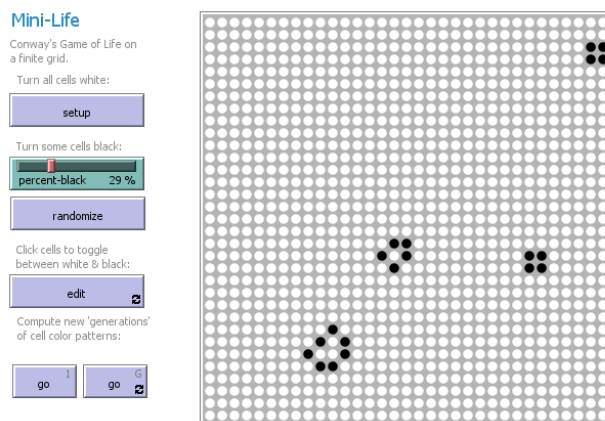 Mini-Life
Conway's Game of Life on
a finite grid.
Turn all cells white:
setup
Turn some cells black:
percent-black 29 %
randomize
Click cells to toggle
between white & black:
edit
Compute new 'generations'
of cell color patterns:
1
go
G
go